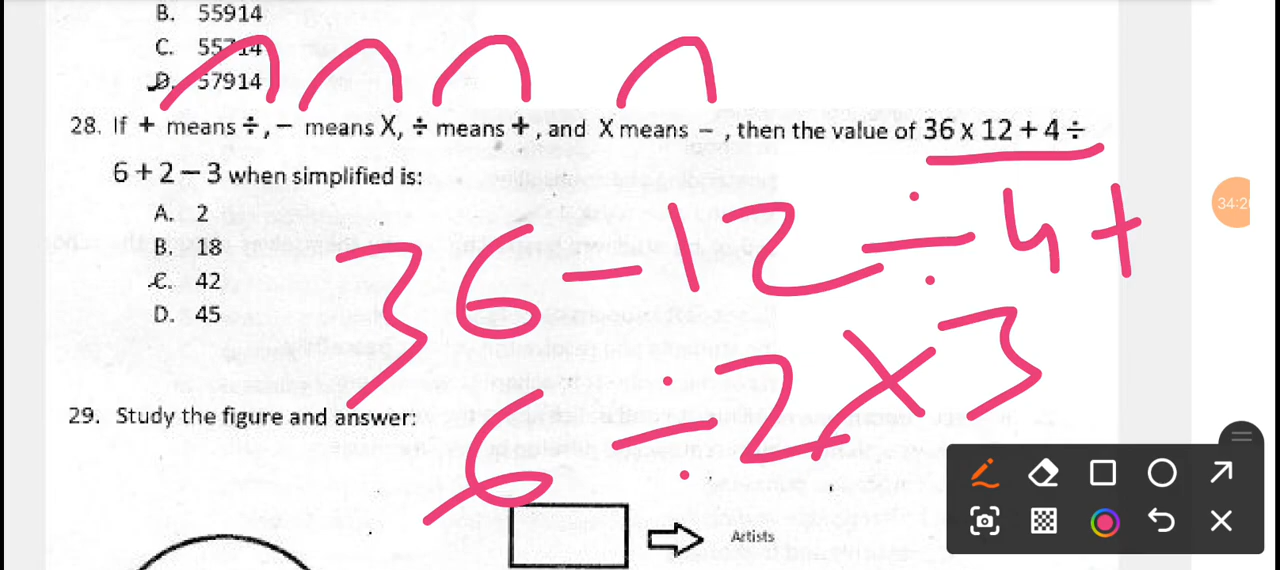 B. 55914
C. 55714
D. 57914
28. If + means ÷, − means X, ÷ means +, and X means −, then the value of 36 x 12 + 4 ÷
6 + 2 − 3 when simplified is:
A. 2
B. 18
C. 42
D. 45
36 − 12 ÷ 4 +
6 ÷ 2 × 3
29. Study the figure and answer:
Artists